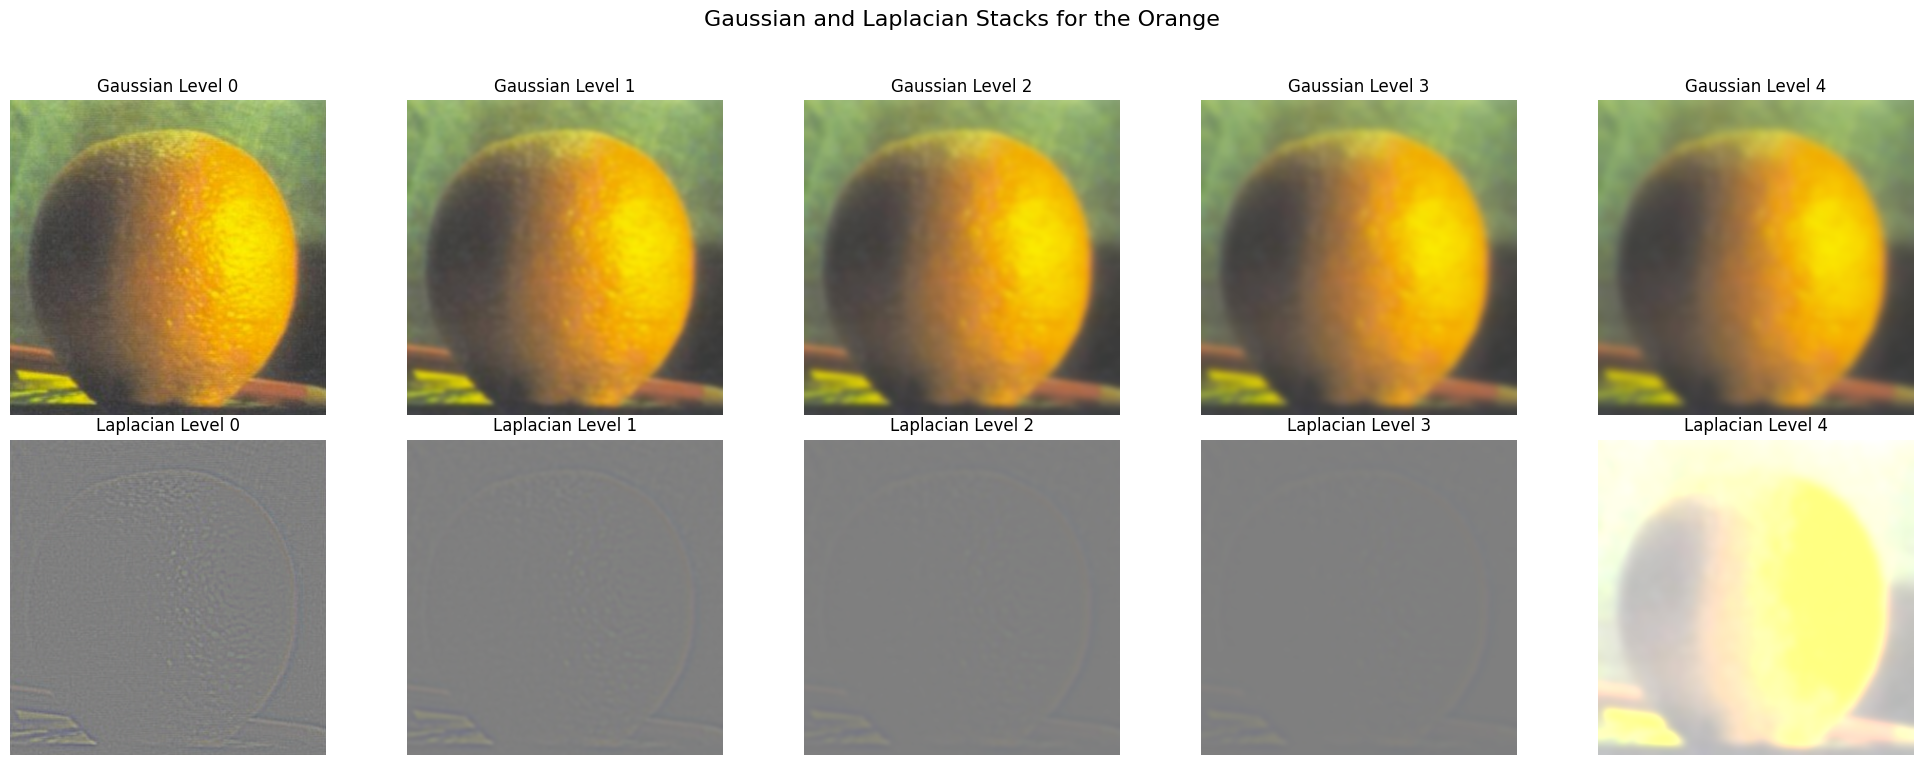 Gaussian and Laplacian Stacks for the Orange
Gaussian Level 0
Gaussian Level 1
Gaussian Level 2
Gaussian Level 3
Gaussian Level 4
Laplacian Level 0
Laplacian Level 1
Laplacian Level 2
Laplacian Level 3
Laplacian Level 4